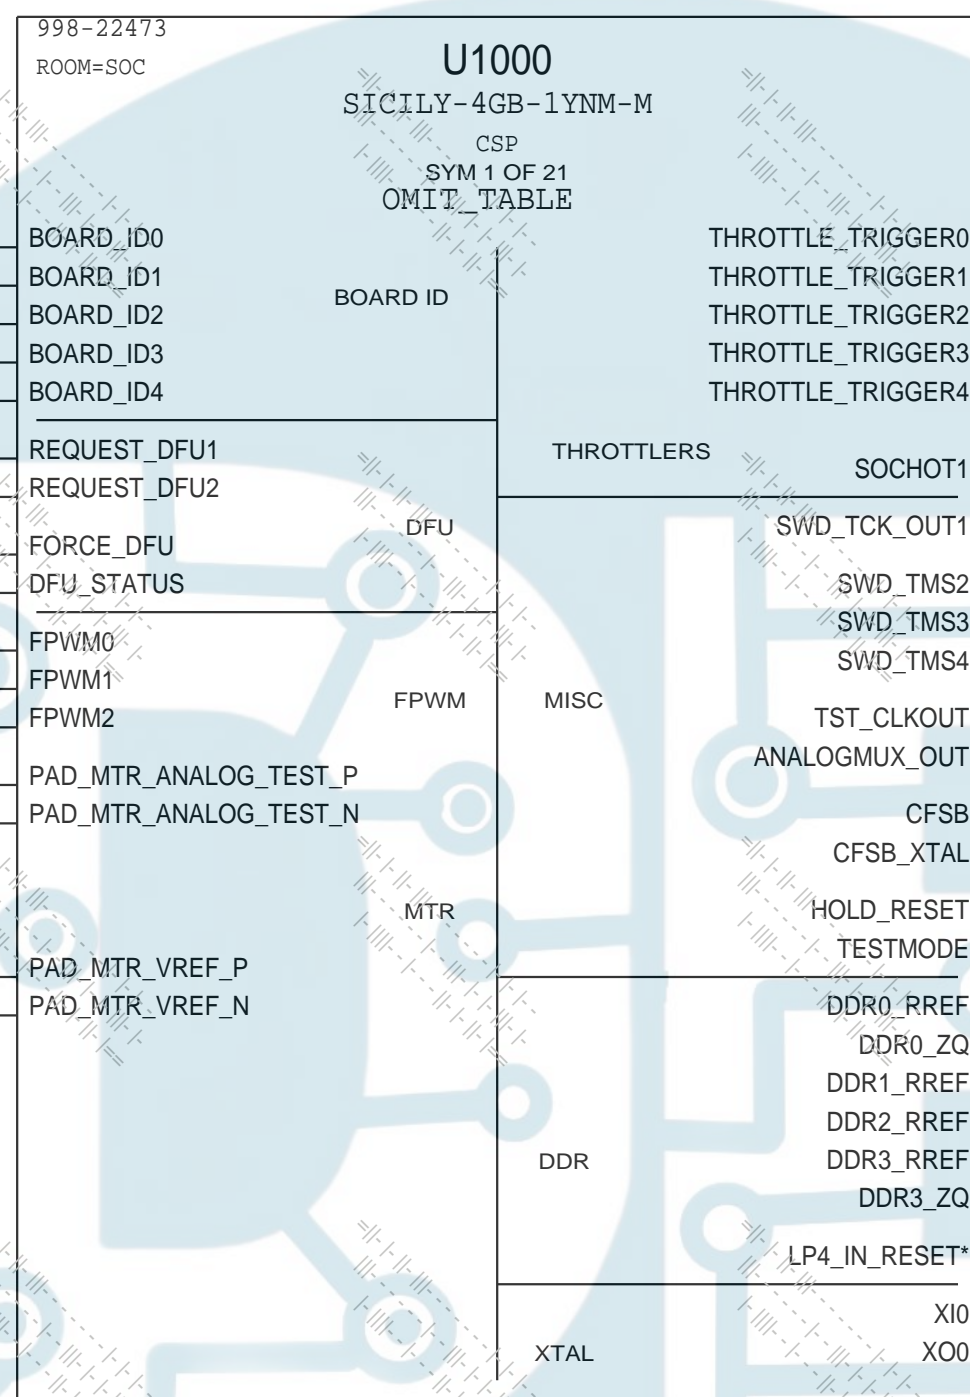 998-22473
ROOM=SOC
U1000
SICILY-4GB-1YNM-M
CSP
SYM 1 OF 21
OMIT_TABLE
BOARD_ID0
BOARD_ID1
BOARD_ID2
BOARD_ID3
BOARD_ID4
BOARD ID
REQUEST_DFU1
REQUEST_DFU2
FORCE_DFU
DFU_STATUS
DFU
FPWM0
FPWM1
FPWM2
FPWM
PAD_MTR_ANALOG_TEST_P
PAD_MTR_ANALOG_TEST_N
MTR
PAD_MTR_VREF_P
PAD_MTR_VREF_N
THROTTLE_TRIGGER0
THROTTLE_TRIGGER1
THROTTLE_TRIGGER2
THROTTLE_TRIGGER3
THROTTLE_TRIGGER4
THROTTLERS
SOCHOT1
SWD_TCK_OUT1
SWD_TMS2
SWD_TMS3
SWD_TMS4
MISC
TST_CLKOUT
ANALOGMUX_OUT
CFSB
CFSB_XTAL
HOLD_RESET
TESTMODE
DDR0_RREF
DDR0_ZQ
DDR1_RREF
DDR2_RREF
DDR3_RREF
DDR3_ZQ
DDR
LP4_IN_RESET*
XI0
XO0
XTAL